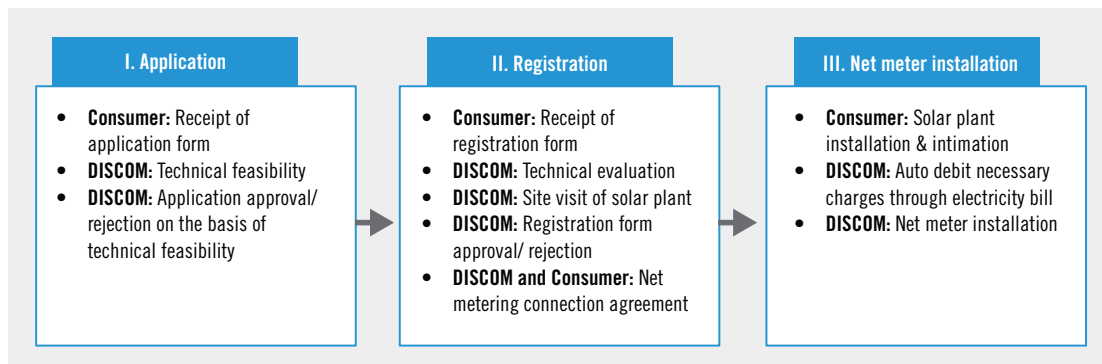 I. Application
• Consumer: Receipt of
application form
• DISCOM: Technical feasibility
• DISCOM: Application approval/
rejection on the basis of
technical feasibility
II. Registration
• Consumer: Receipt of
registration form
• DISCOM: Technical evaluation
• DISCOM: Site visit of solar plant
• DISCOM: Registration form
approval/ rejection
• DISCOM and Consumer: Net
metering connection agreement
III. Net meter installation
• Consumer: Solar plant
installation & intimation
• DISCOM: Auto debit necessary
charges through electricity bill
• DISCOM: Net meter installation